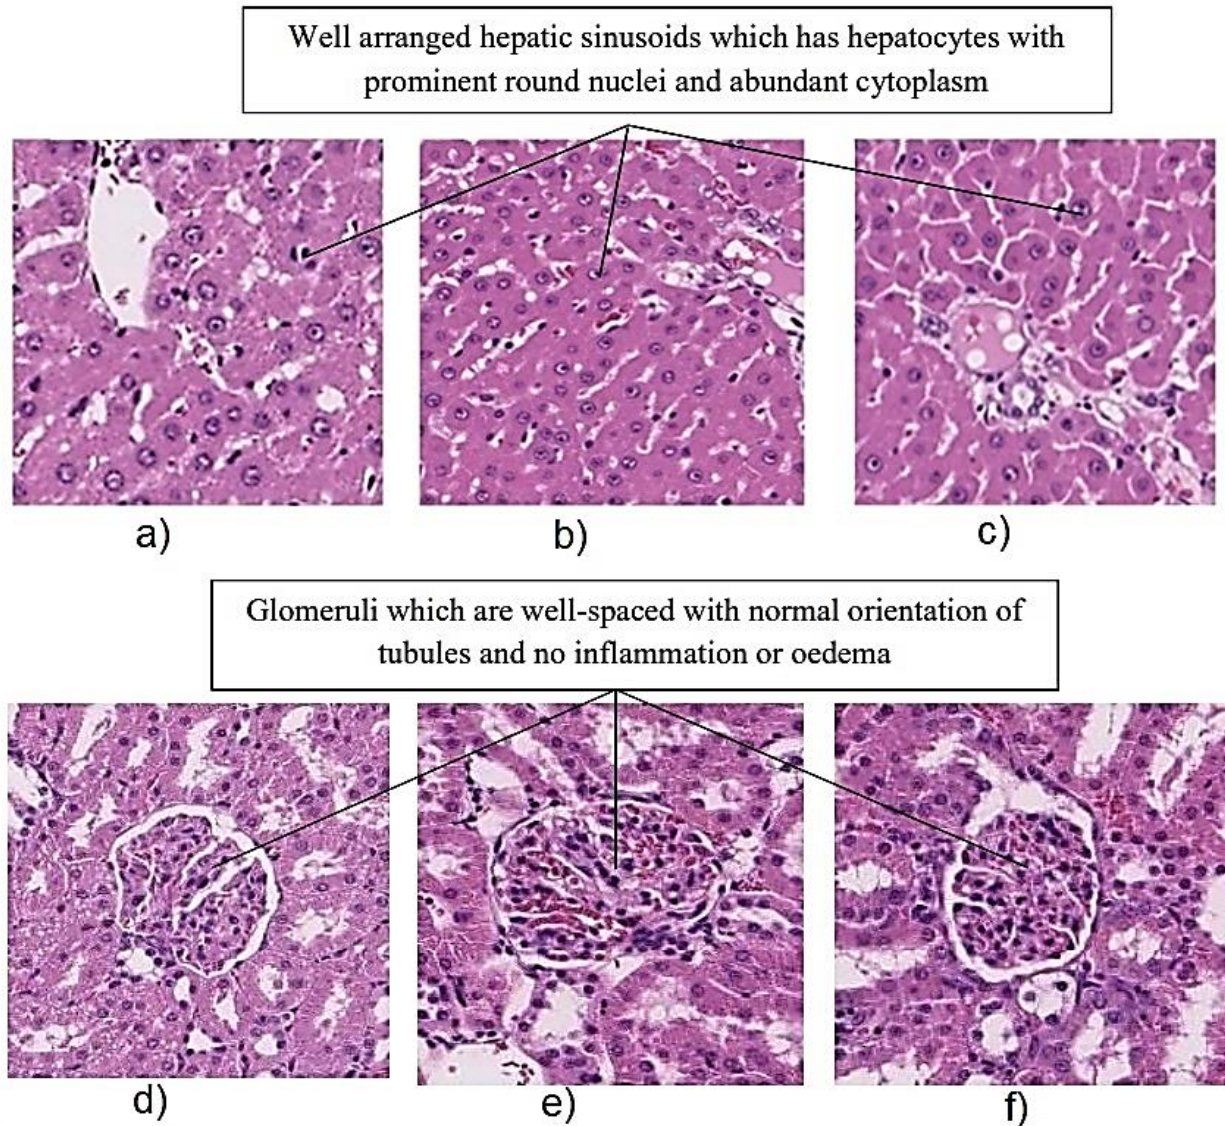 Well arranged hepatic sinusoids which has hepatocytes with
prominent round nuclei and abundant cytoplasm
a)
b)
c)
Glomeruli which are well-spaced with normal orientation of
tubules and no inflammation or oedema
d)
e)
f)